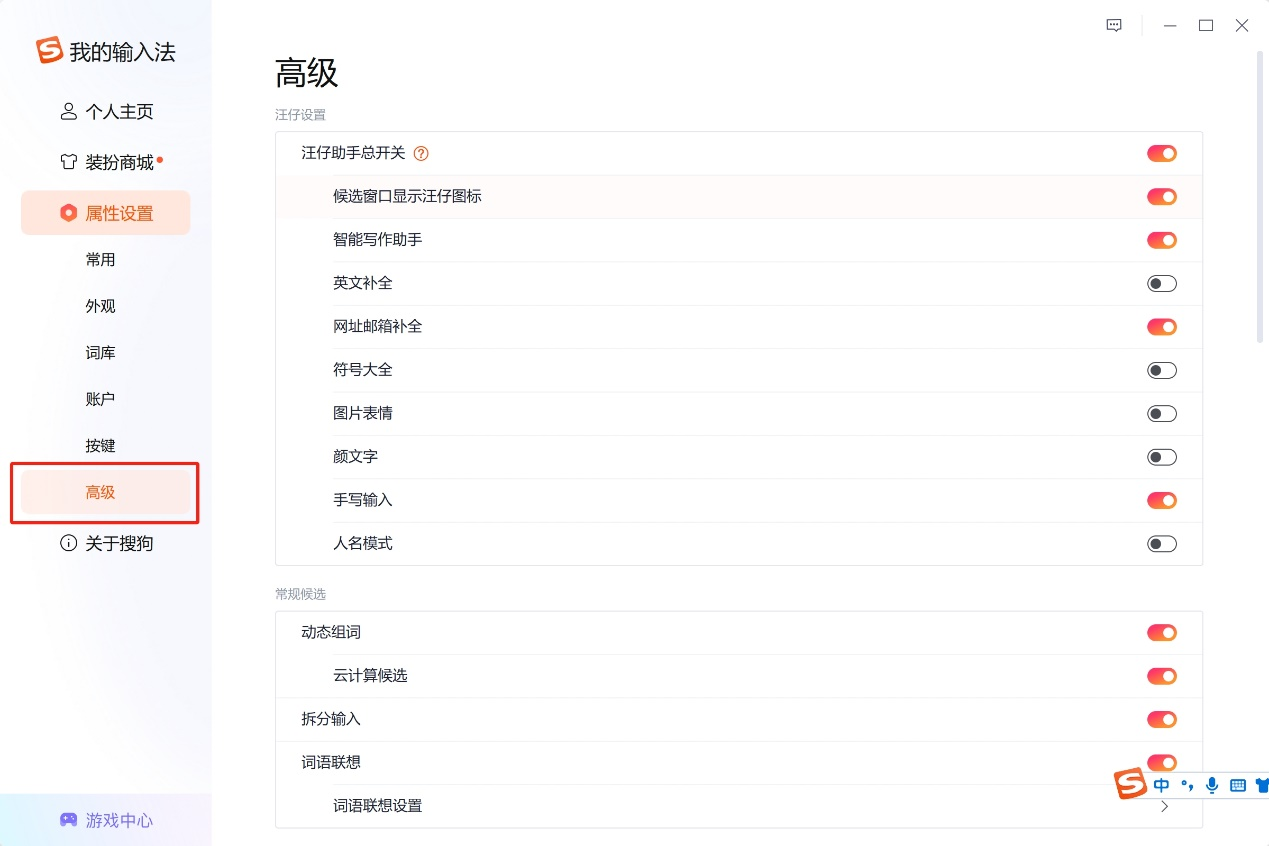 我的输入法
个人主页
装扮商城
属性设置
常用
外观
词库
账户
按键
高级
关于搜狗
游戏中心
高级
汪仔设置
汪仔助手总开关 ?
候选窗口显示汪仔图标
智能写作助手
英文补全
网址邮箱补全
符号大全
图片表情
颜文字
手写输入
人名模式
常规候选
动态组词
云计算候选
拆分输入
词语联想
词语联想设置
S 中 °,